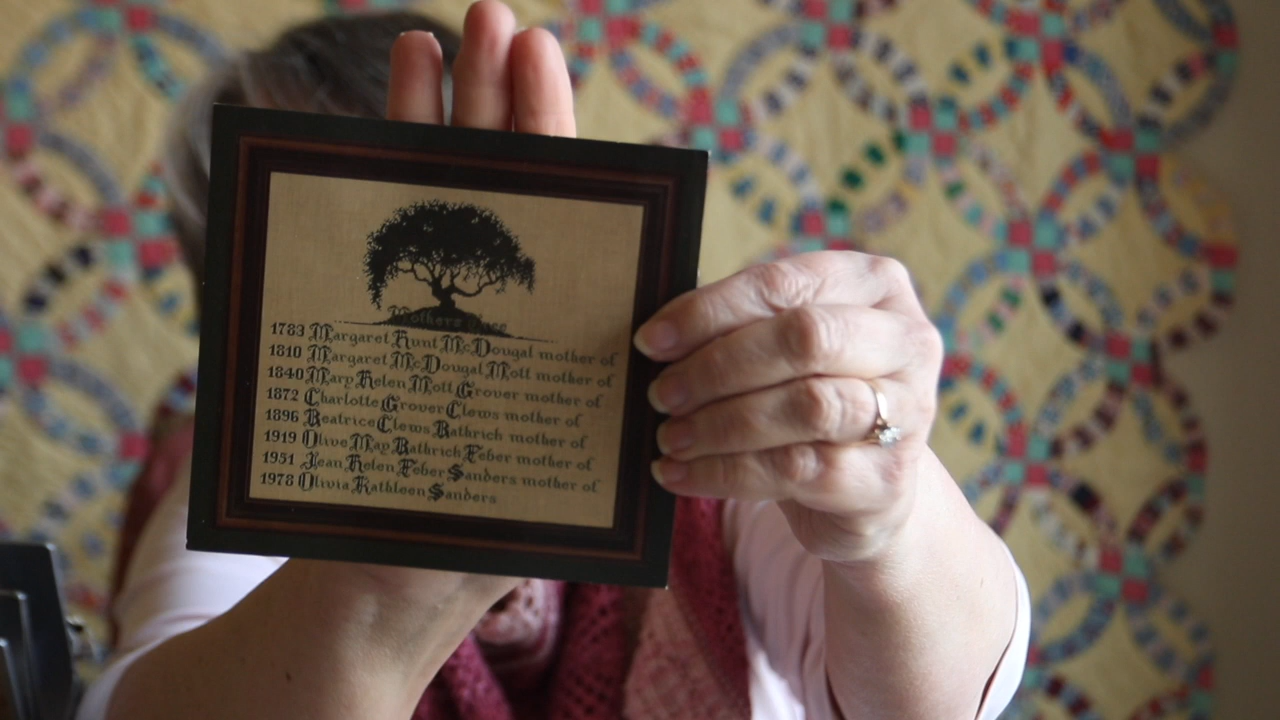 Mothers Tree
1783 Margaret Hunt McDougal mother of
1810 Margaret McDougal Mott mother of
1840 Mary Helen Mott Grover mother of
1872 Charlotte Grover Clews mother of
1896 Beatrice Clews Rathrich mother of
1919 Olive May Rathrich Feber mother of
1951 Jean Helen Feber Sanders mother of
1978 Olivia Kathleen Sanders